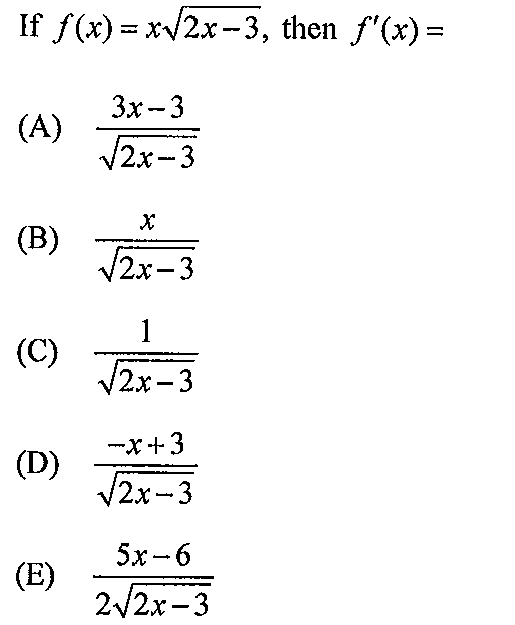 If f(x) = x√(2x−3), then f′(x) =
(A) (3x−3)/√(2x−3)
(B) x/√(2x−3)
(C) 1/√(2x−3)
(D) (−x+3)/√(2x−3)
(E) (5x−6)/(2√(2x−3))